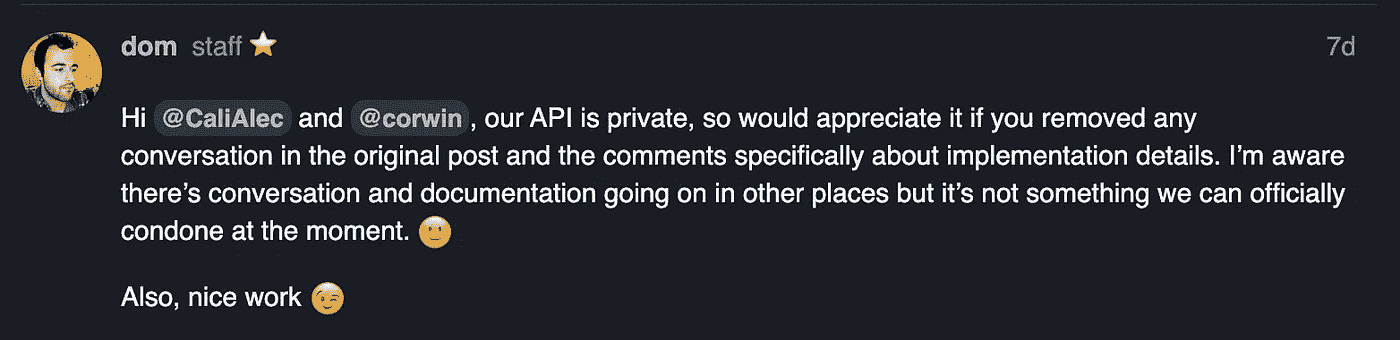 dom staff ⭐ 7d
Hi @CaliAlec and @corwin, our API is private, so would appreciate it if you removed any
conversation in the original post and the comments specifically about implementation details. I’m aware
there’s conversation and documentation going on in other places but it’s not something we can officially
condone at the moment. 🙂
Also, nice work 😉